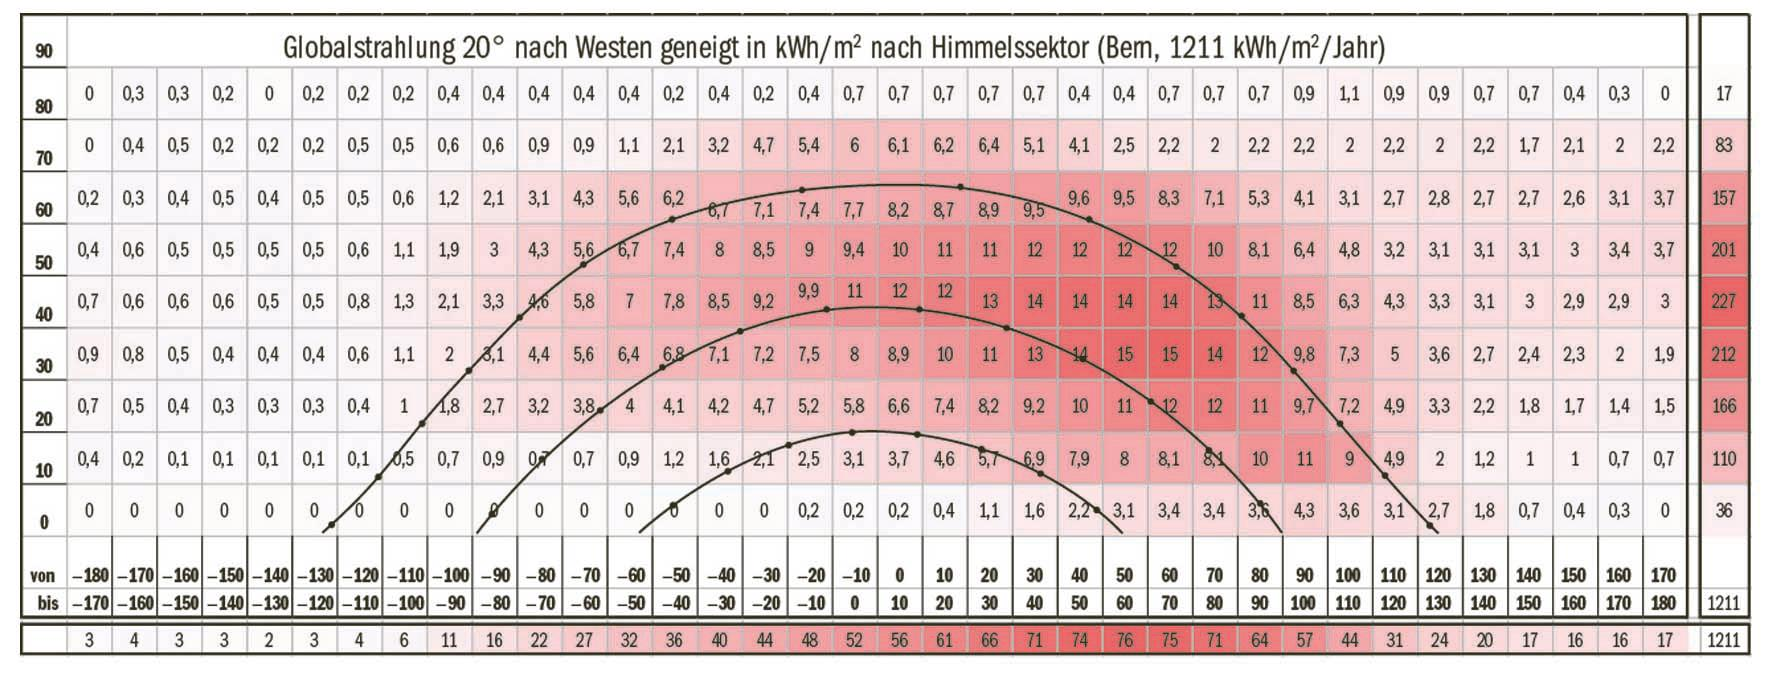 Globalstrahlung 20° nach Westen geneigt in kWh/m² nach Himmelssektor (Bern, 1211 kWh/m²/Jahr)
90
0 0,3 0,3 0,2 0 0,2 0,2 0,2 0,4 0,4 0,4 0,4 0,4 0,2 0,4 0,2 0,4 0,7 0,7 0,7 0,7 0,7 0,4 0,4 0,7 0,7 0,7 0,9 1,1 0,9 0,9 0,7 0,7 0,4 0,3 0 17
80
0 0,4 0,5 0,2 0,2 0,2 0,5 0,5 0,6 0,6 0,9 0,9 1,1 2,1 3,2 4,7 5,4 6 6,1 6,2 6,4 5,1 4,1 2,5 2,2 2 2,2 2,2 2 2,2 2 2,2 1,7 2,1 2 2,2 83
70
0,2 0,3 0,4 0,5 0,4 0,5 0,5 0,6 1,2 2,1 3,1 4,3 5,6 6,2 6,7 7,1 7,4 7,7 8,2 8,7 8,9 9,5 9,6 9,5 8,3 7,1 5,3 4,1 3,1 2,7 2,8 2,7 2,7 2,6 3,1 3,7 157
60
0,4 0,6 0,5 0,5 0,5 0,5 0,6 1,1 1,9 3 4,3 5,6 6,7 7,4 8 8,5 9 9,4 10 11 11 12 12 12 12 10 8,1 6,4 4,8 3,2 3,1 3,1 3,1 3 3,4 3,7 201
50
0,7 0,6 0,6 0,6 0,5 0,5 0,8 1,3 2,1 3,3 4,6 5,8 7 7,8 8,5 9,2 9,9 11 12 12 13 14 14 14 14 13 11 8,5 6,3 4,3 3,3 3,1 3 2,9 2,9 3 227
40
0,9 0,8 0,5 0,4 0,4 0,4 0,6 1,1 2 3,1 4,4 5,6 6,4 6,8 7,1 7,2 7,5 8 8,9 10 11 13 14 15 15 14 12 9,8 7,3 5 3,6 2,7 2,4 2,3 2 1,9 212
30
0,7 0,5 0,4 0,3 0,3 0,3 0,4 1 1,8 2,7 3,2 3,8 4 4,1 4,2 4,7 5,2 5,8 6,6 7,4 8,2 9,2 10 11 12 12 11 9,7 7,2 4,9 3,3 2,2 1,8 1,7 1,4 1,5 166
20
0,4 0,2 0,1 0,1 0,1 0,1 0,1 0,5 0,7 0,9 0,7 0,7 0,9 1,2 1,6 2,1 2,5 3,1 3,7 4,6 5,7 6,9 7,9 8 8,1 8,1 10 11 9 4,9 2 1,2 1 1 0,7 0,7 110
10
0 0 0 0 0 0 0 0 0 0 0 0 0 0 0 0 0,2 0,2 0,2 0,4 1,1 1,6 2,2 3,1 3,4 3,4 3,6 4,3 3,6 3,1 2,7 1,8 0,7 0,4 0,3 0 36
0
von –180 –170 –160 –150 –140 –130 –120 –110 –100 –90 –80 –70 –60 –50 –40 –30 –20 –10 0 10 20 30 40 50 60 70 80 90 100 110 120 130 140 150 160 170
bis –170 –160 –150 –140 –130 –120 –110 –100 –90 –80 –70 –60 –50 –40 –30 –20 –10 0 10 20 30 40 50 60 70 80 90 100 110 120 130 140 150 160 170 180 1211
3 4 3 3 2 3 4 6 11 16 22 27 32 36 40 44 48 52 56 61 66 71 74 76 75 71 64 57 44 31 24 20 17 16 16 17 1211